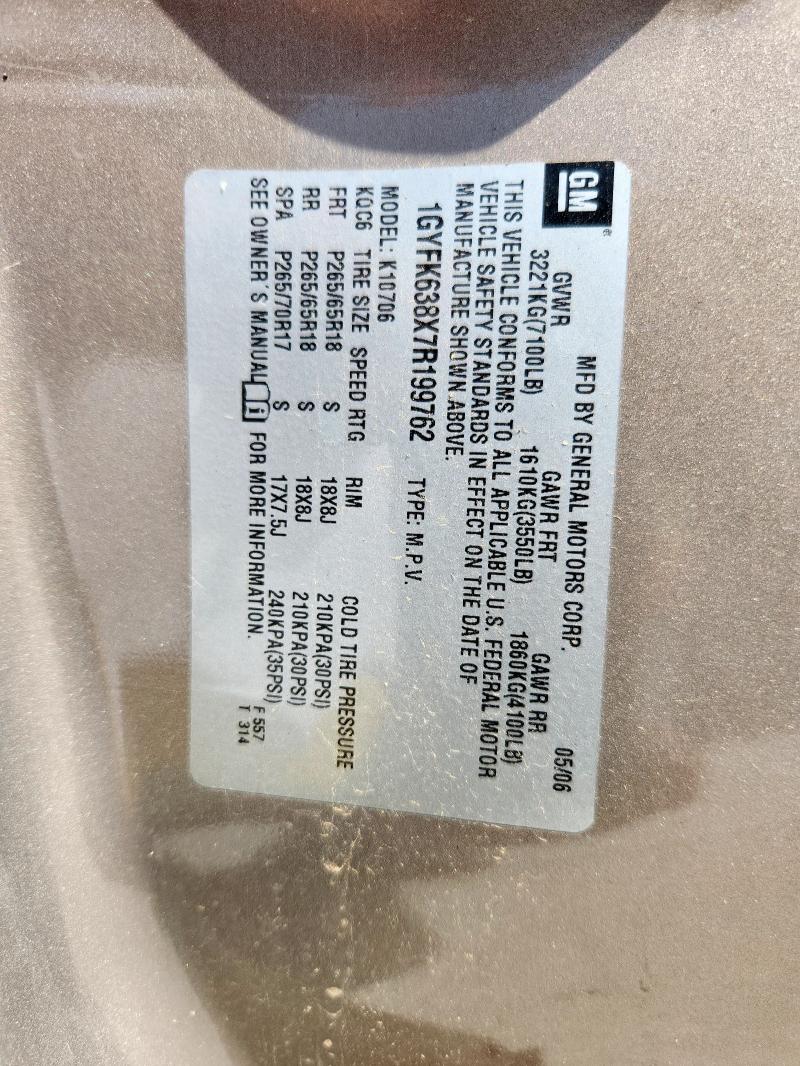 GM
MFD BY GENERAL MOTORS CORP. 05/06
GVWR GAWR FRT GAWR RR
3221KG(7100LB) 1610KG(3550LB) 1860KG(4100LB)
THIS VEHICLE CONFORMS TO ALL APPLICABLE U.S. FEDERAL MOTOR
VEHICLE SAFETY STANDARDS IN EFFECT ON THE DATE OF
MANUFACTURE SHOWN ABOVE.
1GYFK638X7R199762 TYPE: M.P.V.
MODEL: K10706
KQC6 TIRE SIZE SPEED RTG RIM COLD TIRE PRESSURE
FRT P265/65R18 S 18X8J 210KPA(30PSI)
RR P265/65R18 S 18X8J 210KPA(30PSI)
SPA P265/70R17 S 17X7.5J 240KPA(35PSI)
SEE OWNER'S MANUAL i FOR MORE INFORMATION.
F 557
T 314